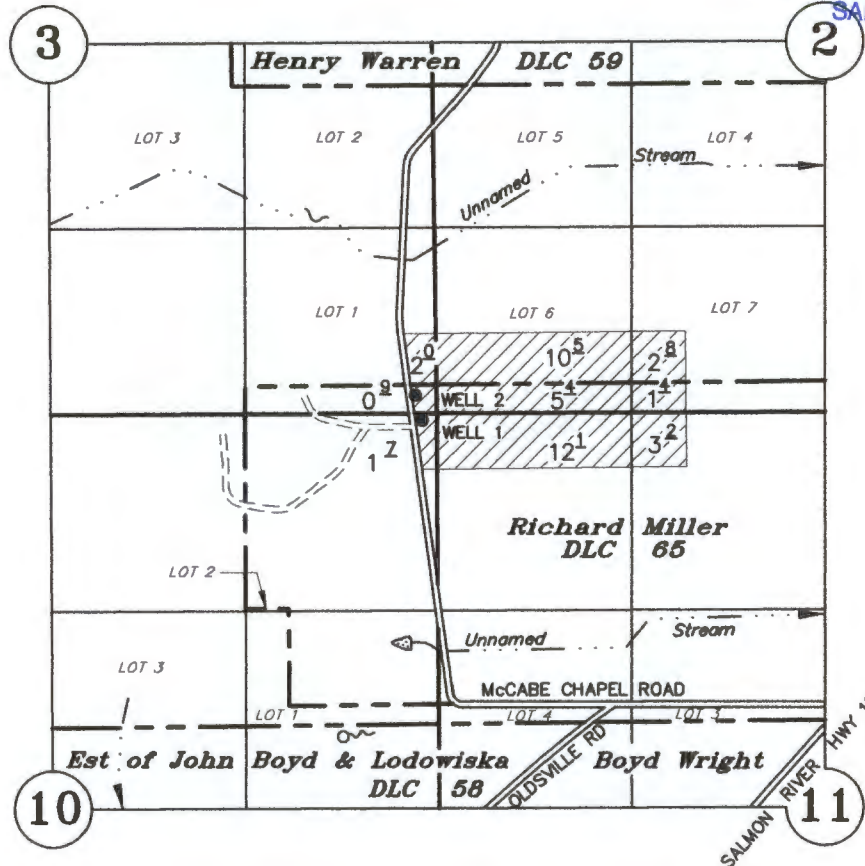 SA
3
2
Henry Warren DLC 59
LOT 3
LOT 2
LOT 5
LOT 4
Stream
Unnamed
LOT 1
LOT 6
LOT 7
2 0
10 5
2 8
0 9
WELL 2
5 4
1 4
WELL 1
1 7
12 1
3 2
Richard Miller
DLC 65
LOT 2
Unnamed
Stream
LOT 3
McCABE CHAPEL ROAD
LOT 1
LOT 4
LOT 3
Est of John Boyd & Lodowiska
DLC 58
Boyd Wright
OLDSVILLE RD
SALMON RIVER HWY
10
11